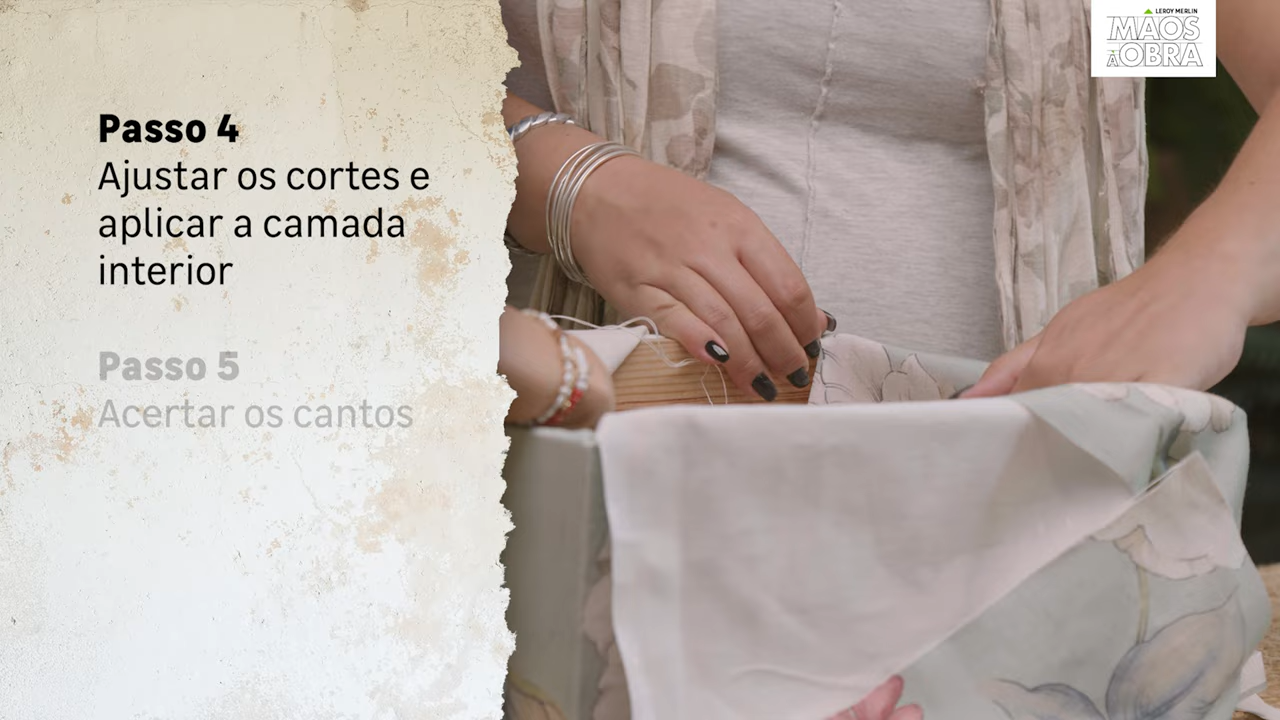 LEROY MERLIN
MÃOS
À OBRA
Passo 4
Ajustar os cortes e
aplicar a camada
interior
Passo 5
Acertar os cantos